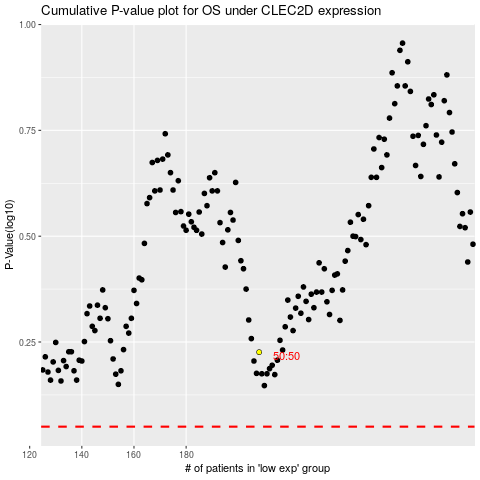 Cumulative P-value plot for OS under CLEC2D expression
1.00
0.75
0.50
0.25
P-Value(log10)
50:50
120 140 160 180
# of patients in 'low exp' group